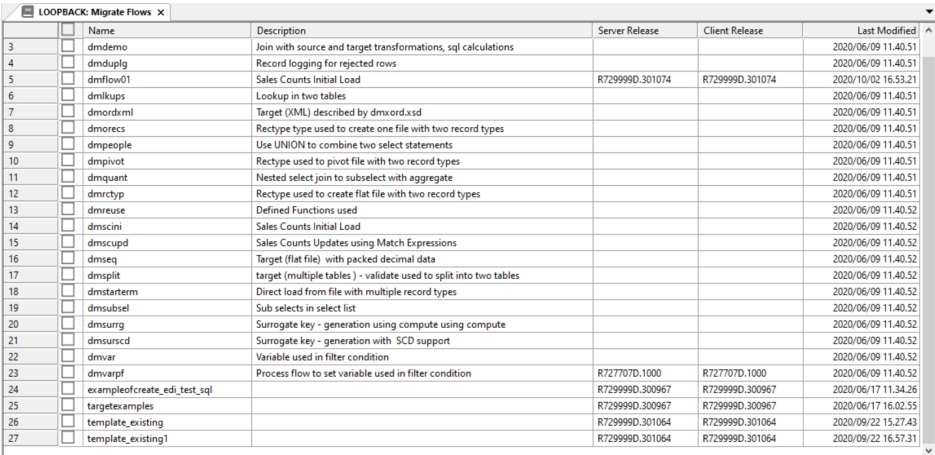 LOOPBACK: Migrate Flows ×
Name Description Server Release Client Release Last Modified
3 dmdemo Join with source and target transformations, sql calculations 2020/06/09 11.40.51
4 dmduplg Record logging for rejected rows 2020/06/09 11.40.51
5 dmflow01 Sales Counts Initial Load R729999D.301074 R729999D.301074 2020/10/02 16.53.21
6 dmlkups Lookup in two tables 2020/06/09 11.40.51
7 dmordxml Target (XML) described by dmxord.xsd 2020/06/09 11.40.51
8 dmorecs Rectype type used to create one file with two record types 2020/06/09 11.40.51
9 dmpeople Use UNION to combine two select statements 2020/06/09 11.40.51
10 dmpivot Rectype used to pivot file with two record types 2020/06/09 11.40.51
11 dmquant Nested select join to subselect with aggregate 2020/06/09 11.40.51
12 dmrctyp Rectype used to create flat file with two record types 2020/06/09 11.40.51
13 dmreuse Defined Functions used 2020/06/09 11.40.52
14 dmscini Sales Counts Initial Load 2020/06/09 11.40.52
15 dmscupd Sales Counts Updates using Match Expressions 2020/06/09 11.40.52
16 dmseq Target (flat file)  with packed decimal data 2020/06/09 11.40.52
17 dmsplit target (multiple tables ) - validate used to split into two tables 2020/06/09 11.40.52
18 dmstarterm Direct load from file with multiple record types 2020/06/09 11.40.52
19 dmsubsel Sub selects in select list 2020/06/09 11.40.52
20 dmsurrg Surrogate key - generation using compute using compute 2020/06/09 11.40.52
21 dmsurscd Surrogate key - generation with  SCD support 2020/06/09 11.40.52
22 dmvar Variable used in filter condition 2020/06/09 11.40.52
23 dmvarpf Process flow to set variable used in filter condition R727707D.1000 R727707D.1000 2020/06/09 11.40.52
24 exampleofcreate_edi_test_sql R729999D.300967 R729999D.300967 2020/06/17 11.34.26
25 targetexamples R729999D.300967 R729999D.300967 2020/06/17 16.02.55
26 template_existing R729999D.301064 R729999D.301064 2020/09/22 15.27.43
27 template_existing1 R729999D.301064 R729999D.301064 2020/09/22 16.57.31